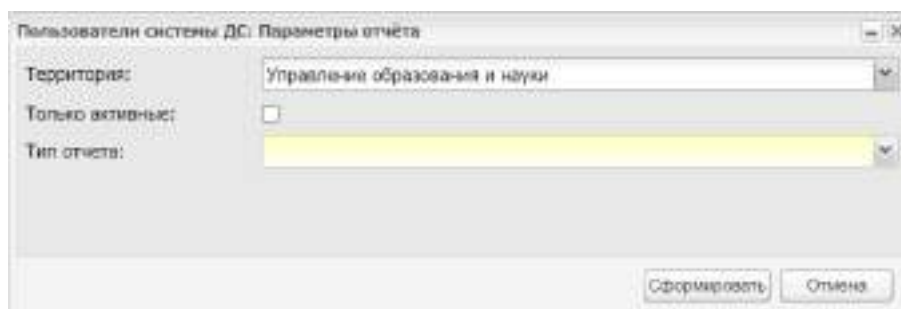 Пользователи системы ДС: Параметры отчёта
Территория: Управление образования и науки
Только активные:
Тип отчета:
Сформировать Отмена